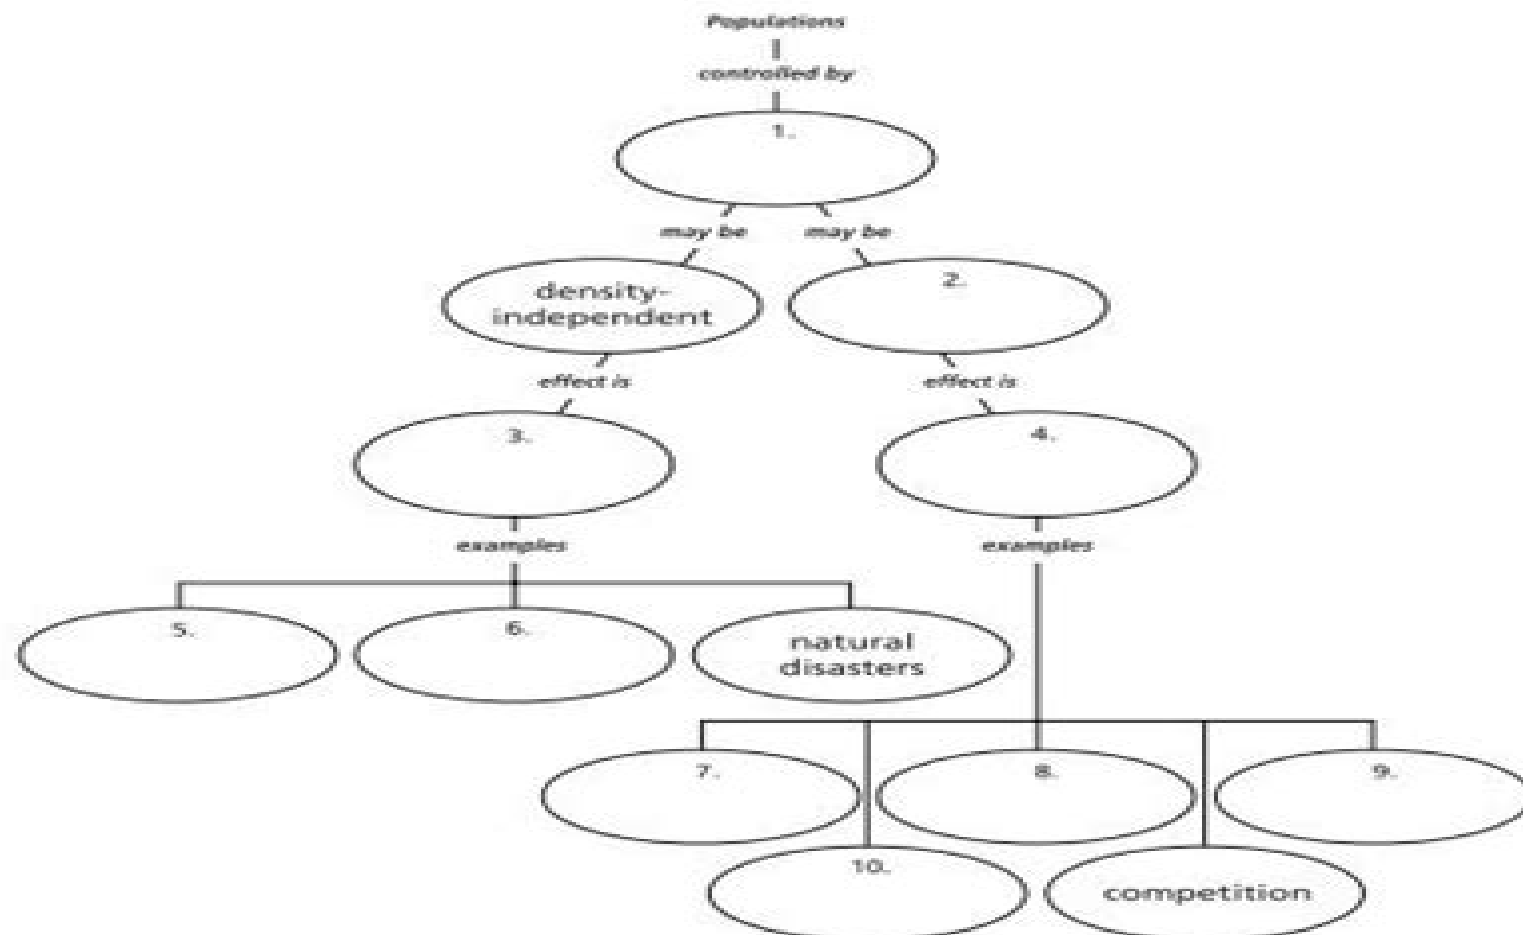 Populations
controlled by
1.
may be may be
density-
independent
2.
effect is effect is
3. 4.
examples examples
5. 6. natural
disasters
7. 8. 9.
10. competition